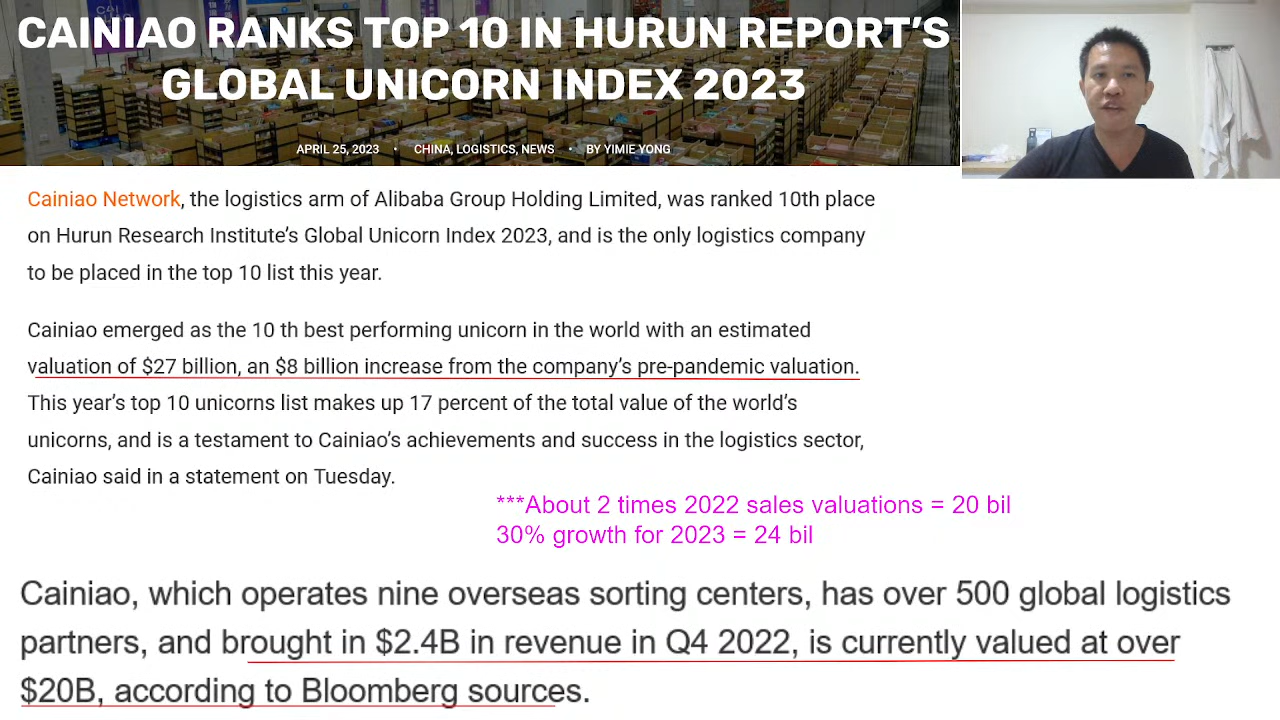 CAINIAO RANKS TOP 10 IN HURUN REPORT'S
GLOBAL UNICORN INDEX 2023
APRIL 25, 2023 • CHINA, LOGISTICS, NEWS • BY YIMIE YONG
Cainiao Network, the logistics arm of Alibaba Group Holding Limited, was ranked 10th place
on Hurun Research Institute's Global Unicorn Index 2023, and is the only logistics company
to be placed in the top 10 list this year.
Cainiao emerged as the 10 th best performing unicorn in the world with an estimated
valuation of $27 billion, an $8 billion increase from the company's pre-pandemic valuation.
This year's top 10 unicorns list makes up 17 percent of the total value of the world's
unicorns, and is a testament to Cainiao's achievements and success in the logistics sector,
Cainiao said in a statement on Tuesday.
***About 2 times 2022 sales valuations = 20 bil
30% growth for 2023 = 24 bil
Cainiao, which operates nine overseas sorting centers, has over 500 global logistics
partners, and brought in $2.4B in revenue in Q4 2022, is currently valued at over
$20B, according to Bloomberg sources.